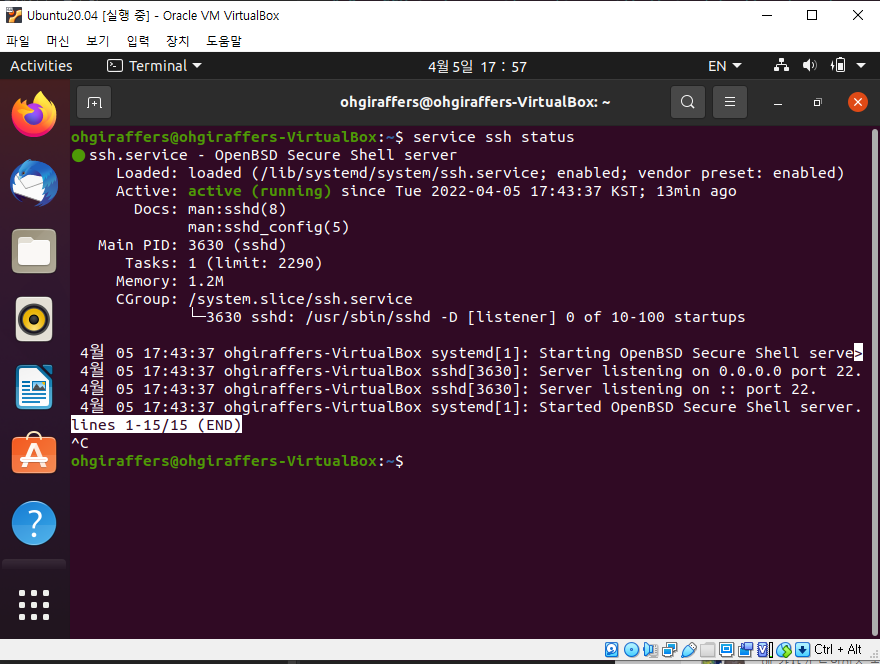 Ubuntu20.04 [실행 중] - Oracle VM VirtualBox
파일 머신 보기 입력 장치 도움말
Activities Terminal 4월 5일 17 : 57 EN
ohgiraffers@ohgiraffers-VirtualBox: ~
ohgiraffers@ohgiraffers-VirtualBox:~$ service ssh status
ssh.service - OpenBSD Secure Shell server
Loaded: loaded (/lib/systemd/system/ssh.service; enabled; vendor preset: enabled)
Active: active (running) since Tue 2022-04-05 17:43:37 KST; 13min ago
Docs: man:sshd(8)
man:sshd_config(5)
Main PID: 3630 (sshd)
Tasks: 1 (limit: 2290)
Memory: 1.2M
CGroup: /system.slice/ssh.service
└─3630 sshd: /usr/sbin/sshd -D [listener] 0 of 10-100 startups
4월 05 17:43:37 ohgiraffers-VirtualBox systemd[1]: Starting OpenBSD Secure Shell serve>
4월 05 17:43:37 ohgiraffers-VirtualBox sshd[3630]: Server listening on 0.0.0.0 port 22.
4월 05 17:43:37 ohgiraffers-VirtualBox sshd[3630]: Server listening on :: port 22.
4월 05 17:43:37 ohgiraffers-VirtualBox systemd[1]: Started OpenBSD Secure Shell server.
lines 1-15/15 (END)
^C
ohgiraffers@ohgiraffers-VirtualBox:~$
Ctrl + Alt